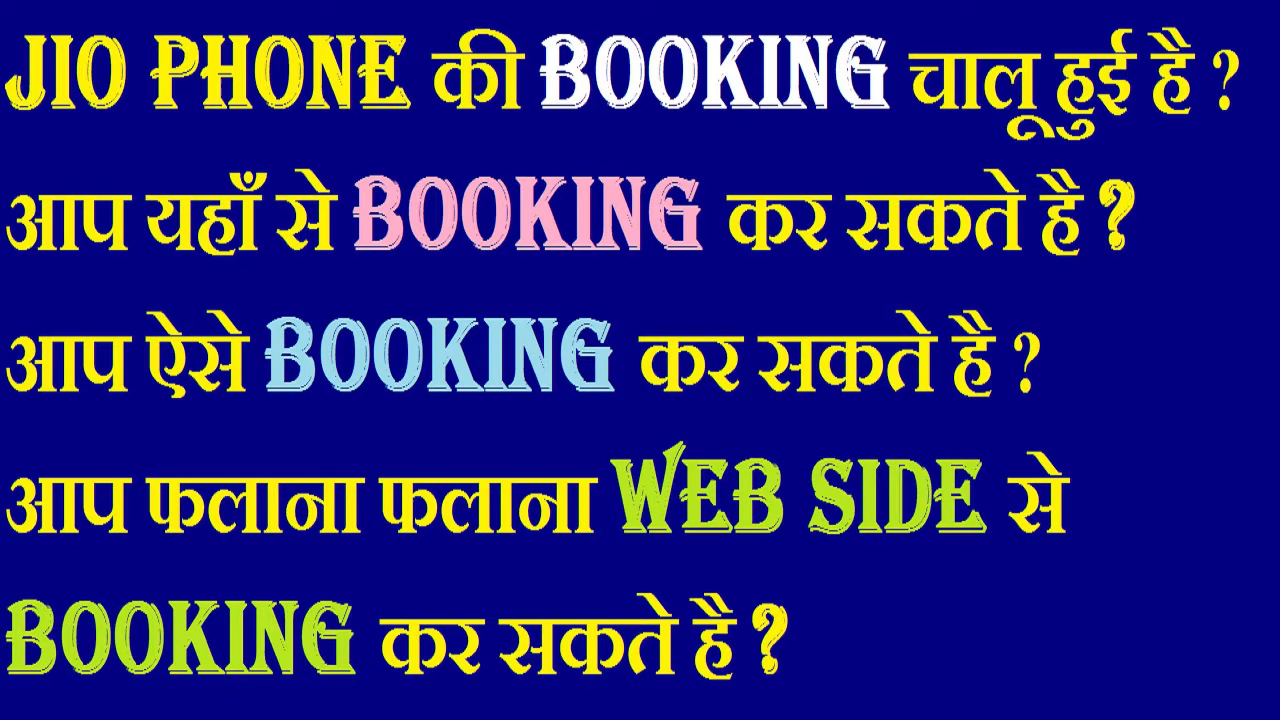 JIO PHONE की BOOKING चालू हुई है ?
आप यहाँ से BOOKING कर सकते है ?
आप ऐसे BOOKING कर सकते है ?
आप फलाना फलाना WEB SIDE से
BOOKING कर सकते है ?